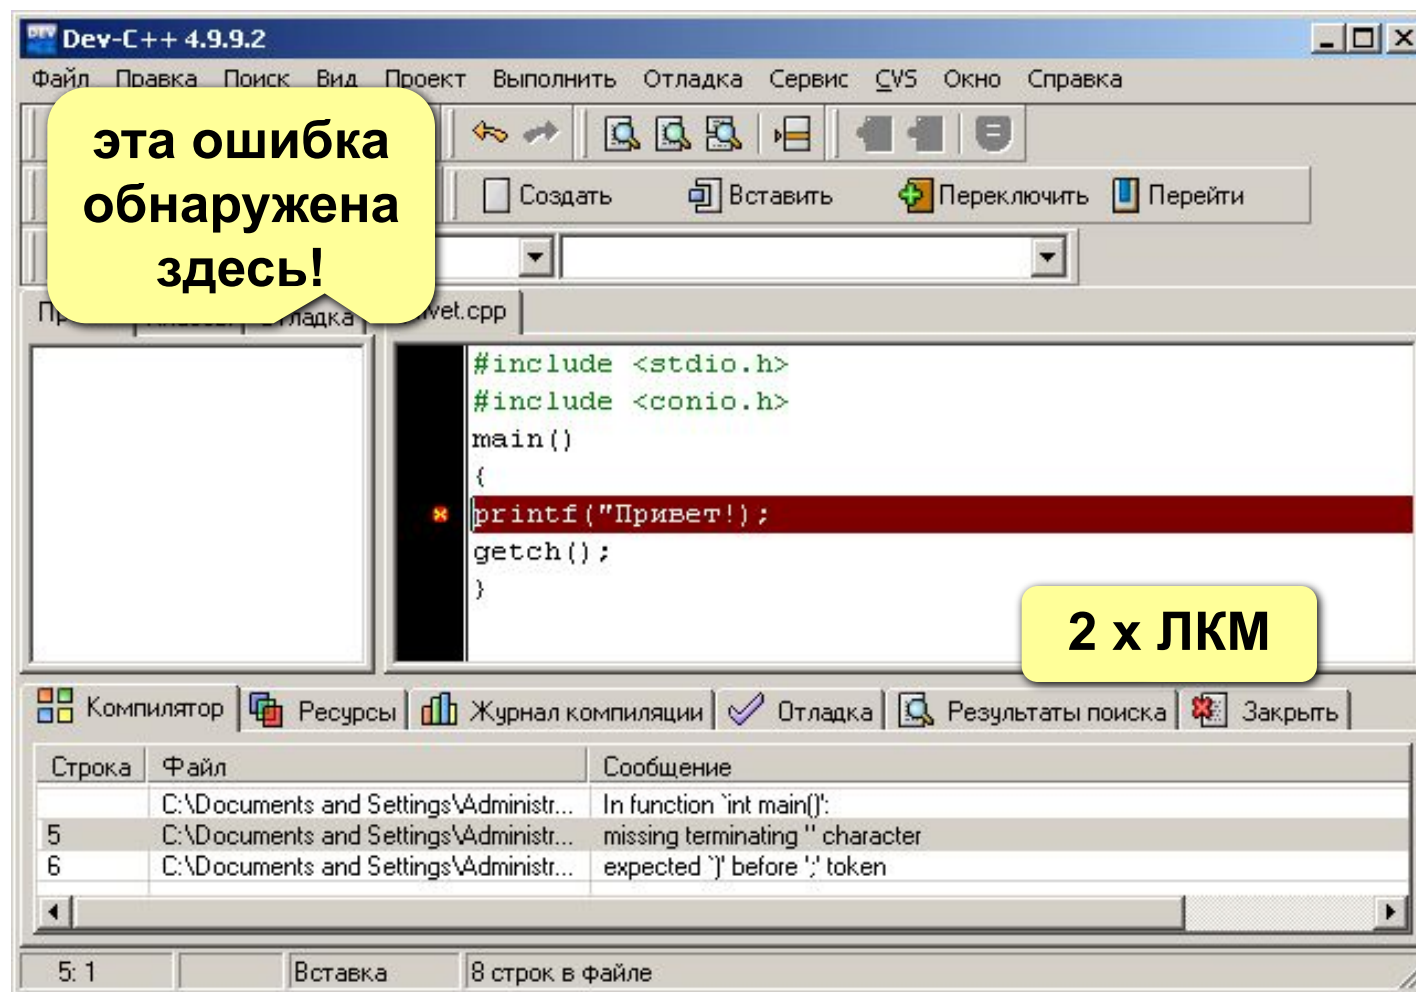 Dev-C++ 4.9.9.2
Файл Правка Поиск Вид Проект Выполнить Отладка Сервис CVS Окно Справка
эта ошибка
обнаружена
здесь!
Создать Вставить Переключить Перейти
vet.cpp
#include <stdio.h>
#include <conio.h>
main()
{
printf("Привет!);
getch();
}
2 x ЛКМ
Компилятор Ресурсы Журнал компиляции Отладка Результаты поиска Закрыть
Строка Файл Сообщение
C:\Documents and Settings\Administr... In function `int main()':
5 C:\Documents and Settings\Administr... missing terminating " character
6 C:\Documents and Settings\Administr... expected `)' before ';' token
5: 1 Вставка 8 строк в файле